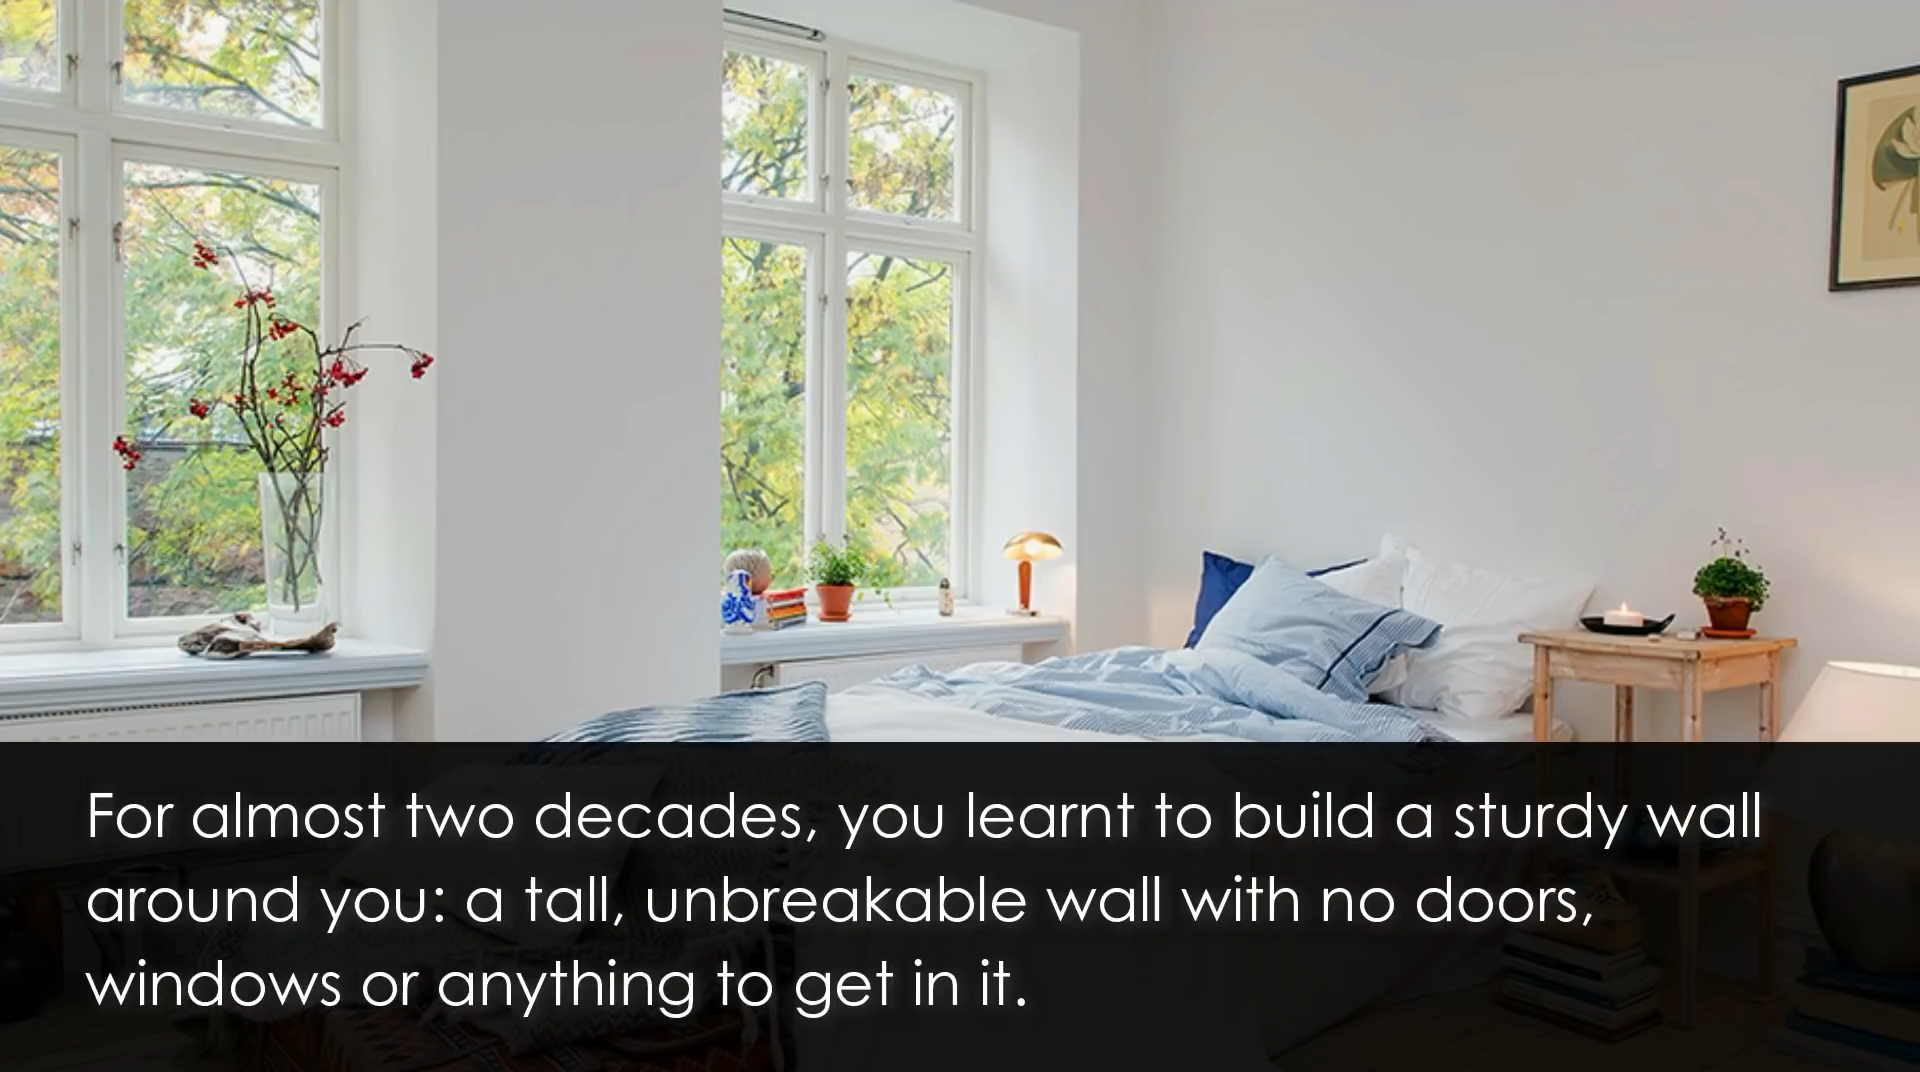 For almost two decades, you learnt to build a sturdy wall
around you: a tall, unbreakable wall with no doors,
windows or anything to get in it.